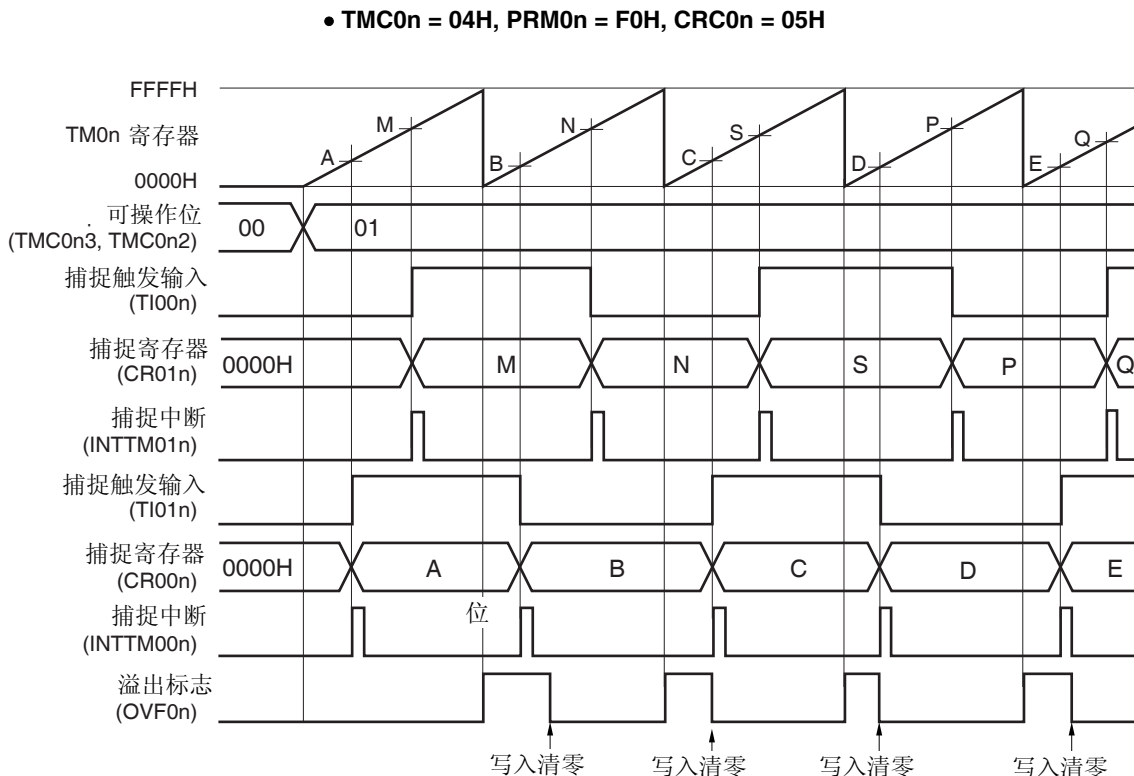 • TMC0n = 04H, PRM0n = F0H, CRC0n = 05H
FFFFH
TM0n 寄存器
0000H
A M B N C S D P E Q
可操作位
(TMC0n3, TMC0n2)
00 01
捕捉触发输入
(TI00n)
捕捉寄存器
(CR01n)
0000H M N S P Q
捕捉中断
(INTTM01n)
捕捉触发输入
(TI01n)
捕捉寄存器
(CR00n)
0000H A B C D E
捕捉中断
(INTTM00n)
位
溢出标志
(OVF0n)
写入清零 写入清零 写入清零 写入清零